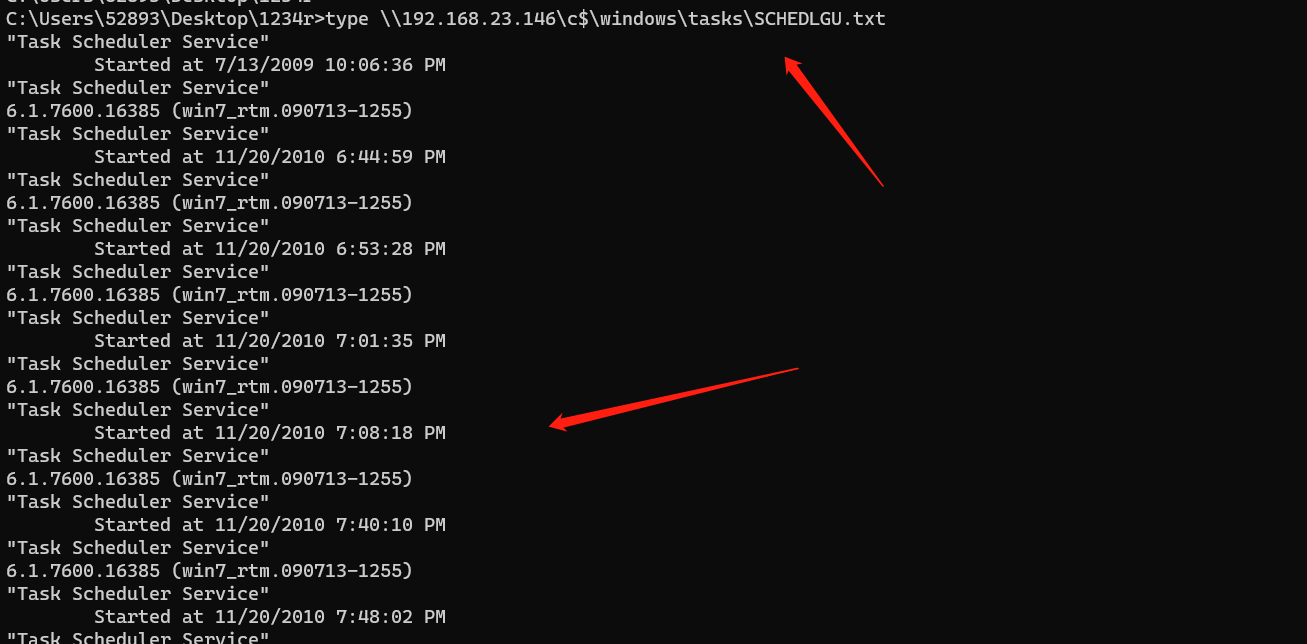 C:\Users\52893\Desktop\1234r>type \\192.168.23.146\c$\windows\tasks\SCHEDLGU.txt
"Task Scheduler Service"
        Started at 7/13/2009 10:06:36 PM
"Task Scheduler Service"
6.1.7600.16385 (win7_rtm.090713-1255)
"Task Scheduler Service"
        Started at 11/20/2010 6:44:59 PM
"Task Scheduler Service"
6.1.7600.16385 (win7_rtm.090713-1255)
"Task Scheduler Service"
        Started at 11/20/2010 6:53:28 PM
"Task Scheduler Service"
6.1.7600.16385 (win7_rtm.090713-1255)
"Task Scheduler Service"
        Started at 11/20/2010 7:01:35 PM
"Task Scheduler Service"
6.1.7600.16385 (win7_rtm.090713-1255)
"Task Scheduler Service"
        Started at 11/20/2010 7:08:18 PM
"Task Scheduler Service"
6.1.7600.16385 (win7_rtm.090713-1255)
"Task Scheduler Service"
        Started at 11/20/2010 7:40:10 PM
"Task Scheduler Service"
6.1.7600.16385 (win7_rtm.090713-1255)
"Task Scheduler Service"
        Started at 11/20/2010 7:48:02 PM
"Task Scheduler Service"